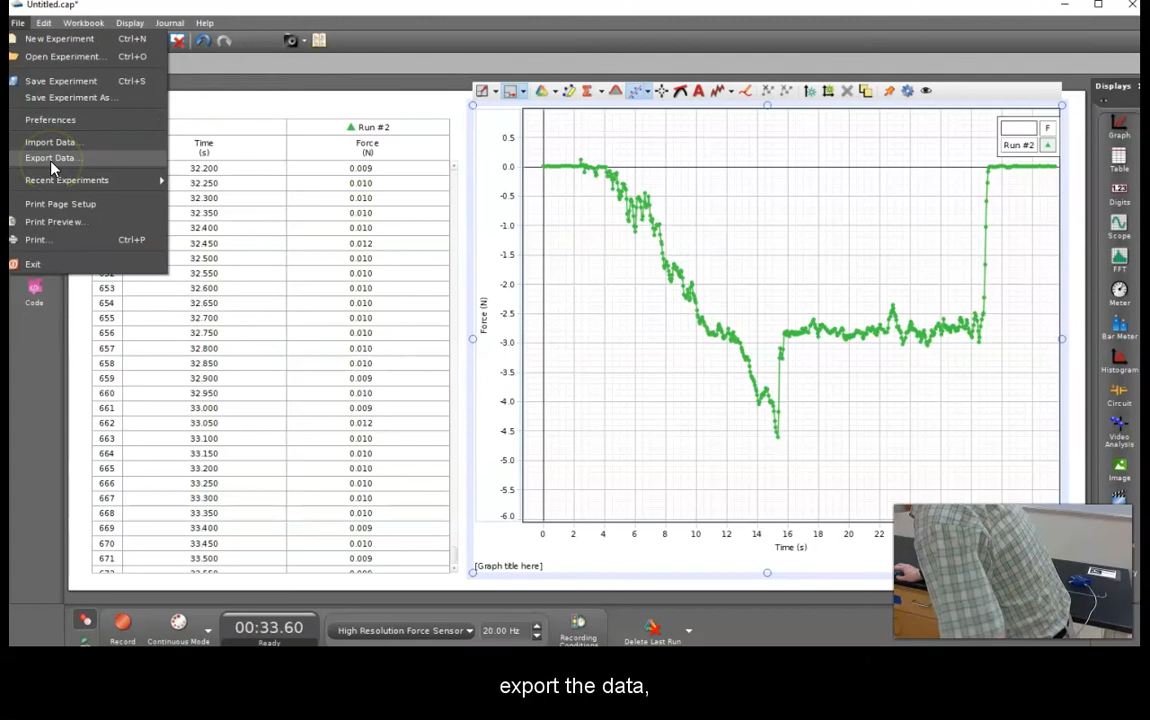 Untitled.cap*
File Edit Workbook Display Journal Help
New Experiment Ctrl+N
Open Experiment... Ctrl+O
Save Experiment Ctrl+S
Save Experiment As...
Preferences
Import Data...
Export Data...
Recent Experiments
Print Page Setup
Print Preview...
Print... Ctrl+P
Exit
Code
Run #2
Time (s) Force (N)
32.200 0.009
32.250 0.010
32.300 0.010
32.350 0.010
32.400 0.010
32.450 0.012
32.500 0.010
32.550 0.010
653 32.600 0.010
654 32.650 0.010
655 32.700 0.010
656 32.750 0.010
657 32.800 0.010
658 32.850 0.010
659 32.900 0.009
660 32.950 0.010
661 33.000 0.009
662 33.050 0.012
663 33.100 0.010
664 33.150 0.010
665 33.200 0.010
666 33.250 0.010
667 33.300 0.010
668 33.350 0.010
669 33.400 0.009
670 33.450 0.010
671 33.500 0.009
F
Run #2
0.5
0.0
-0.5
-1.0
-1.5
-2.0
-2.5
-3.0
-3.5
-4.0
-4.5
-5.0
-5.5
-6.0
Force (N)
0 2 4 6 8 10 12 14 16 18 20 22
Time (s)
[Graph title here]
Displays
Graph
Table
1.23
Digits
Scope
FFT
Meter
Bar Meter
Histogram
Circuit
Video Analysis
Image
Record
Continuous Mode
00:33.60
Ready
High Resolution Force Sensor
20.00 Hz
Recording Conditions
Delete Last Run
export the data,